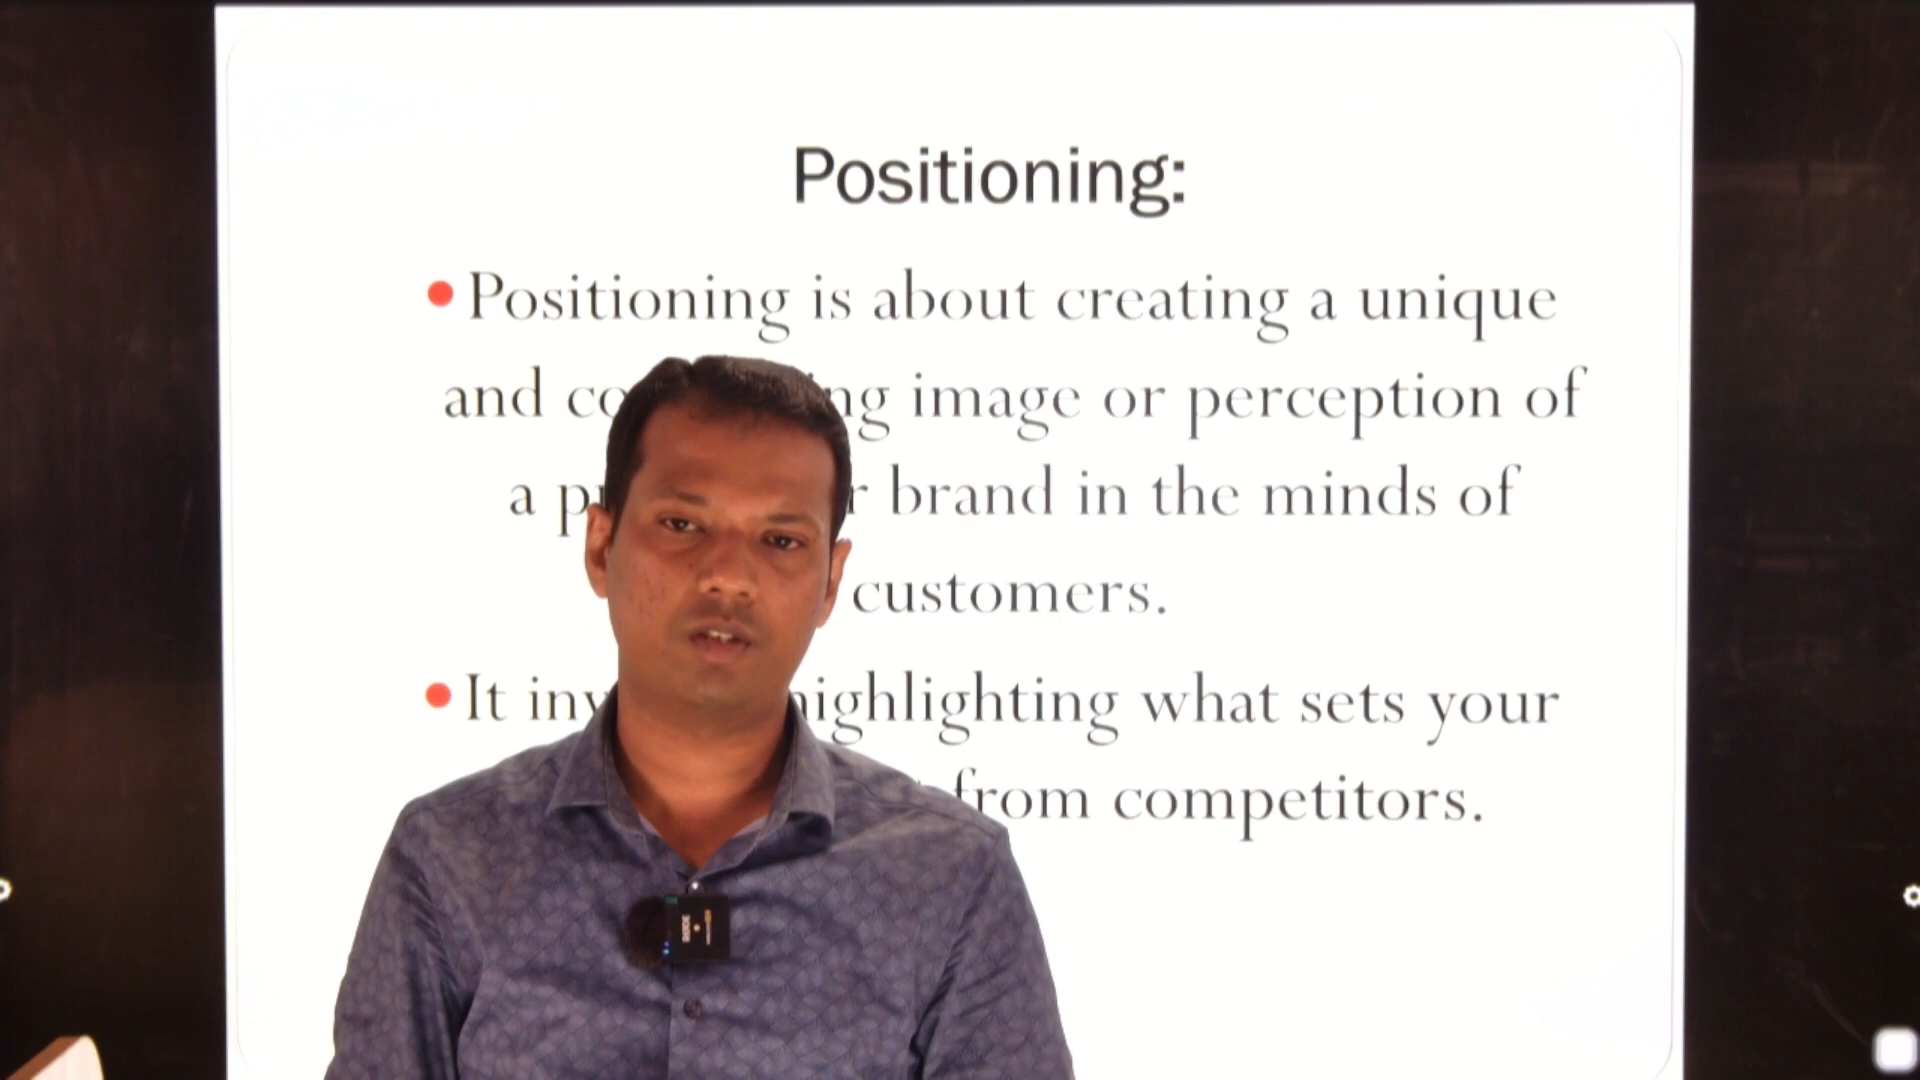 Positioning:
• Positioning is about creating a unique
and co ng image or perception of
a p r brand in the minds of
customers.
• It inv highlighting what sets your
from competitors.
RODE